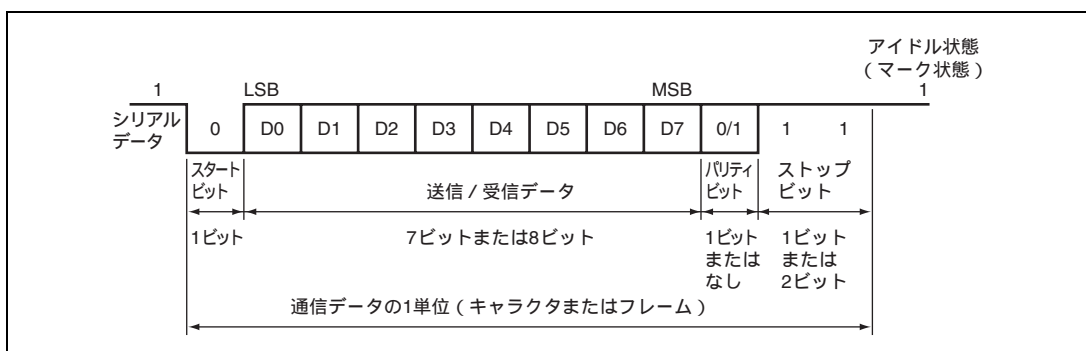 アイドル状態
（マーク状態）
1 LSB MSB 1
シリアル
データ
0 D0 D1 D2 D3 D4 D5 D6 D7 0/1 1 1
スタート
ビット
送信 / 受信データ
パリティ
ビット
ストップ
ビット
1ビット
7ビットまたは8ビット
1ビット
または
なし
1ビット
または
2ビット
通信データの1単位（キャラクタまたはフレーム）